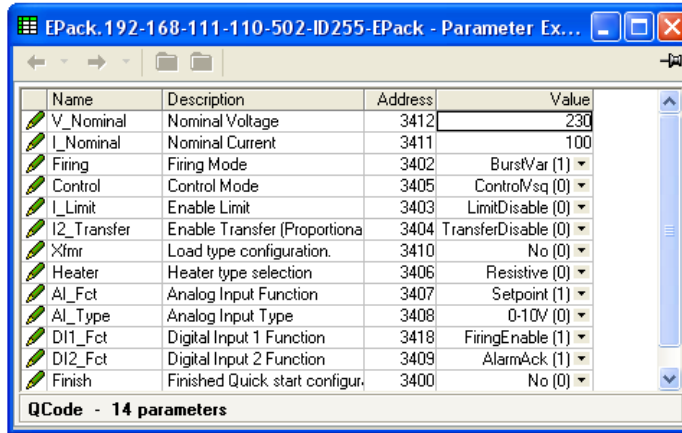 EPack.192-168-111-110-502-ID255-EPack - Parameter Ex...
Name Description Address Value
V_Nominal Nominal Voltage 3412 230
I_Nominal Nominal Current 3411 100
Firing Firing Mode 3402 BurstVar (1)
Control Control Mode 3405 ControlVsq (0)
I_Limit Enable Limit 3403 LimitDisable (0)
I2_Transfer Enable Transfer (Proportiona 3404 TransferDisable (0)
Xfmr Load type configuration. 3410 No (0)
Heater Heater type selection 3406 Resistive (0)
AI_Fct Analog Input Function 3407 Setpoint (1)
AI_Type Analog Input Type 3408 0-10V (0)
DI1_Fct Digital Input 1 Function 3418 FiringEnable (1)
DI2_Fct Digital Input 2 Function 3409 AlarmAck (1)
Finish Finished Quick start configur. 3400 No (0)
QCode - 14 parameters